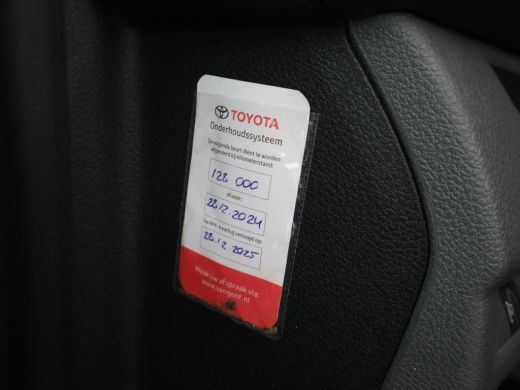 TOYOTA
Onderhoudssysteem
De volgende beurt dient te worden
uitgevoerd bij kilometerstand:
128 000
of voor:
28.12.2024
Uw APK-keuring verloopt op:
28.12.2025
Maak uw afspraak via:
www.vangent.nl